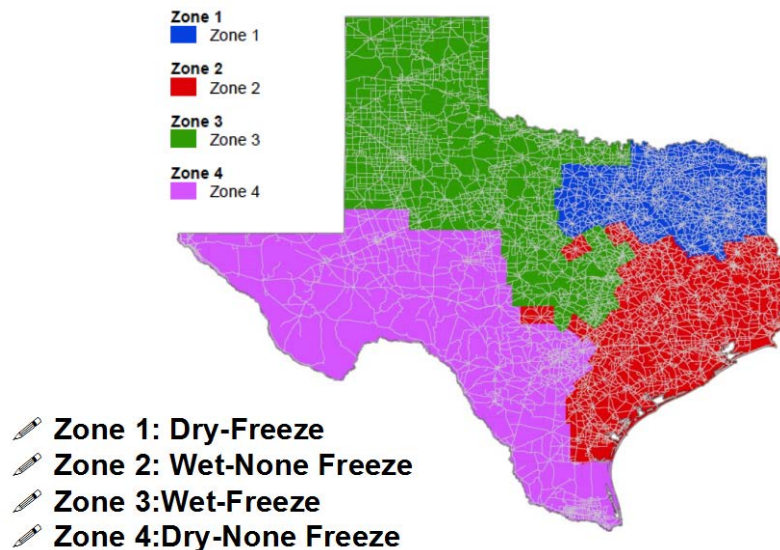 Zone 1
Zone 1
Zone 2
Zone 2
Zone 3
Zone 3
Zone 4
Zone 4
Zone 1: Dry-Freeze
Zone 2: Wet-None Freeze
Zone 3:Wet-Freeze
Zone 4:Dry-None Freeze